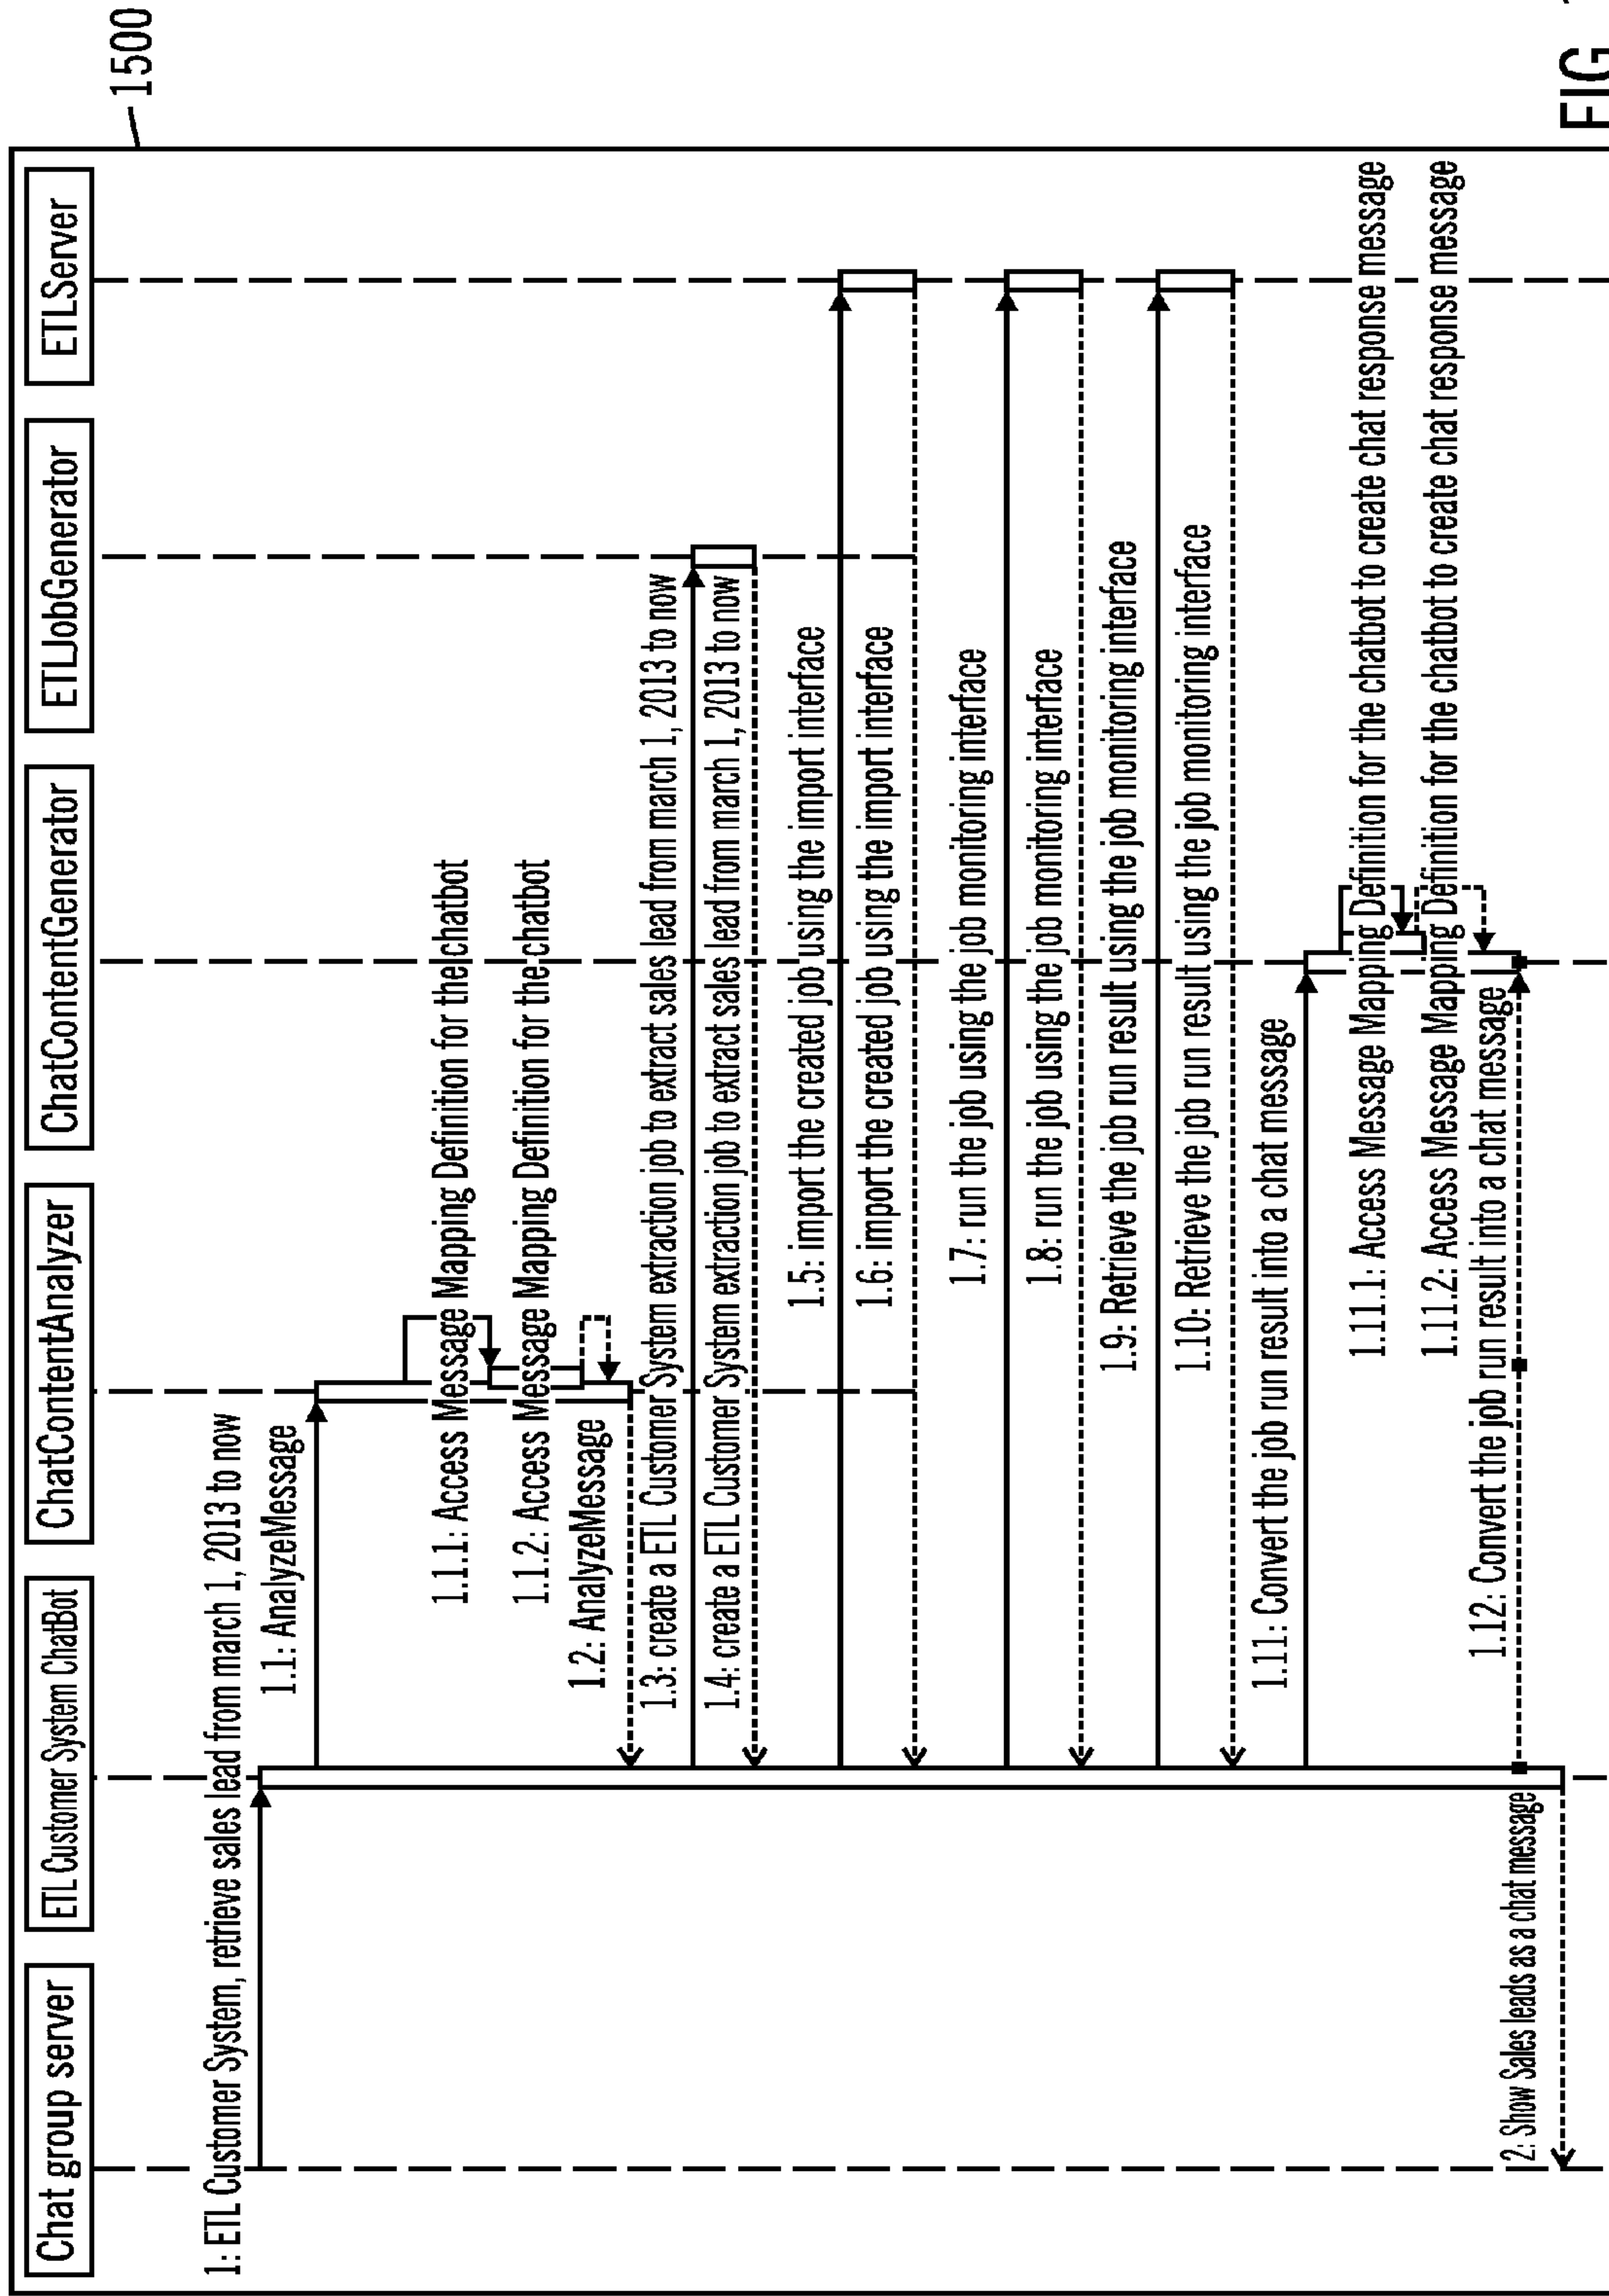 1500
Chat group server
ETL Customer System ChatBot
ChatContentAnalyzer
ChatContentGenerator
ETLJobGenerator
ETLServer
1: ETL Customer System, retrieve sales lead from march 1, 2013 to now
1.1: AnalyzeMessage
1.1.1: Access Message Mapping Definition for the chatbot
1.1.2: Access Message Mapping Definition for the chatbot
1.2: AnalyzeMessage
1.3: create a ETL Customer System extraction job to extract sales lead from march 1, 2013 to now
1.4: create a ETL Customer System extraction job to extract sales lead from march 1, 2013 to now
1.5: import the created job using the import interface
1.6: import the created job using the import interface
1.7: run the job using the job monitoring interface
1.8: run the job using the job monitoring interface
1.9: Retrieve the job run result using the job monitoring interface
1.10: Retrieve the job run result using the job monitoring interface
1.11: Convert the job run result into a chat message
1.11.1: Access Message Mapping Definition for the chatbot to create chat response message
1.11.2: Access Message Mapping Definition for the chatbot to create chat response message
1.12: Convert the job run result into a chat message
2: Show Sales leads as a chat message
FIG